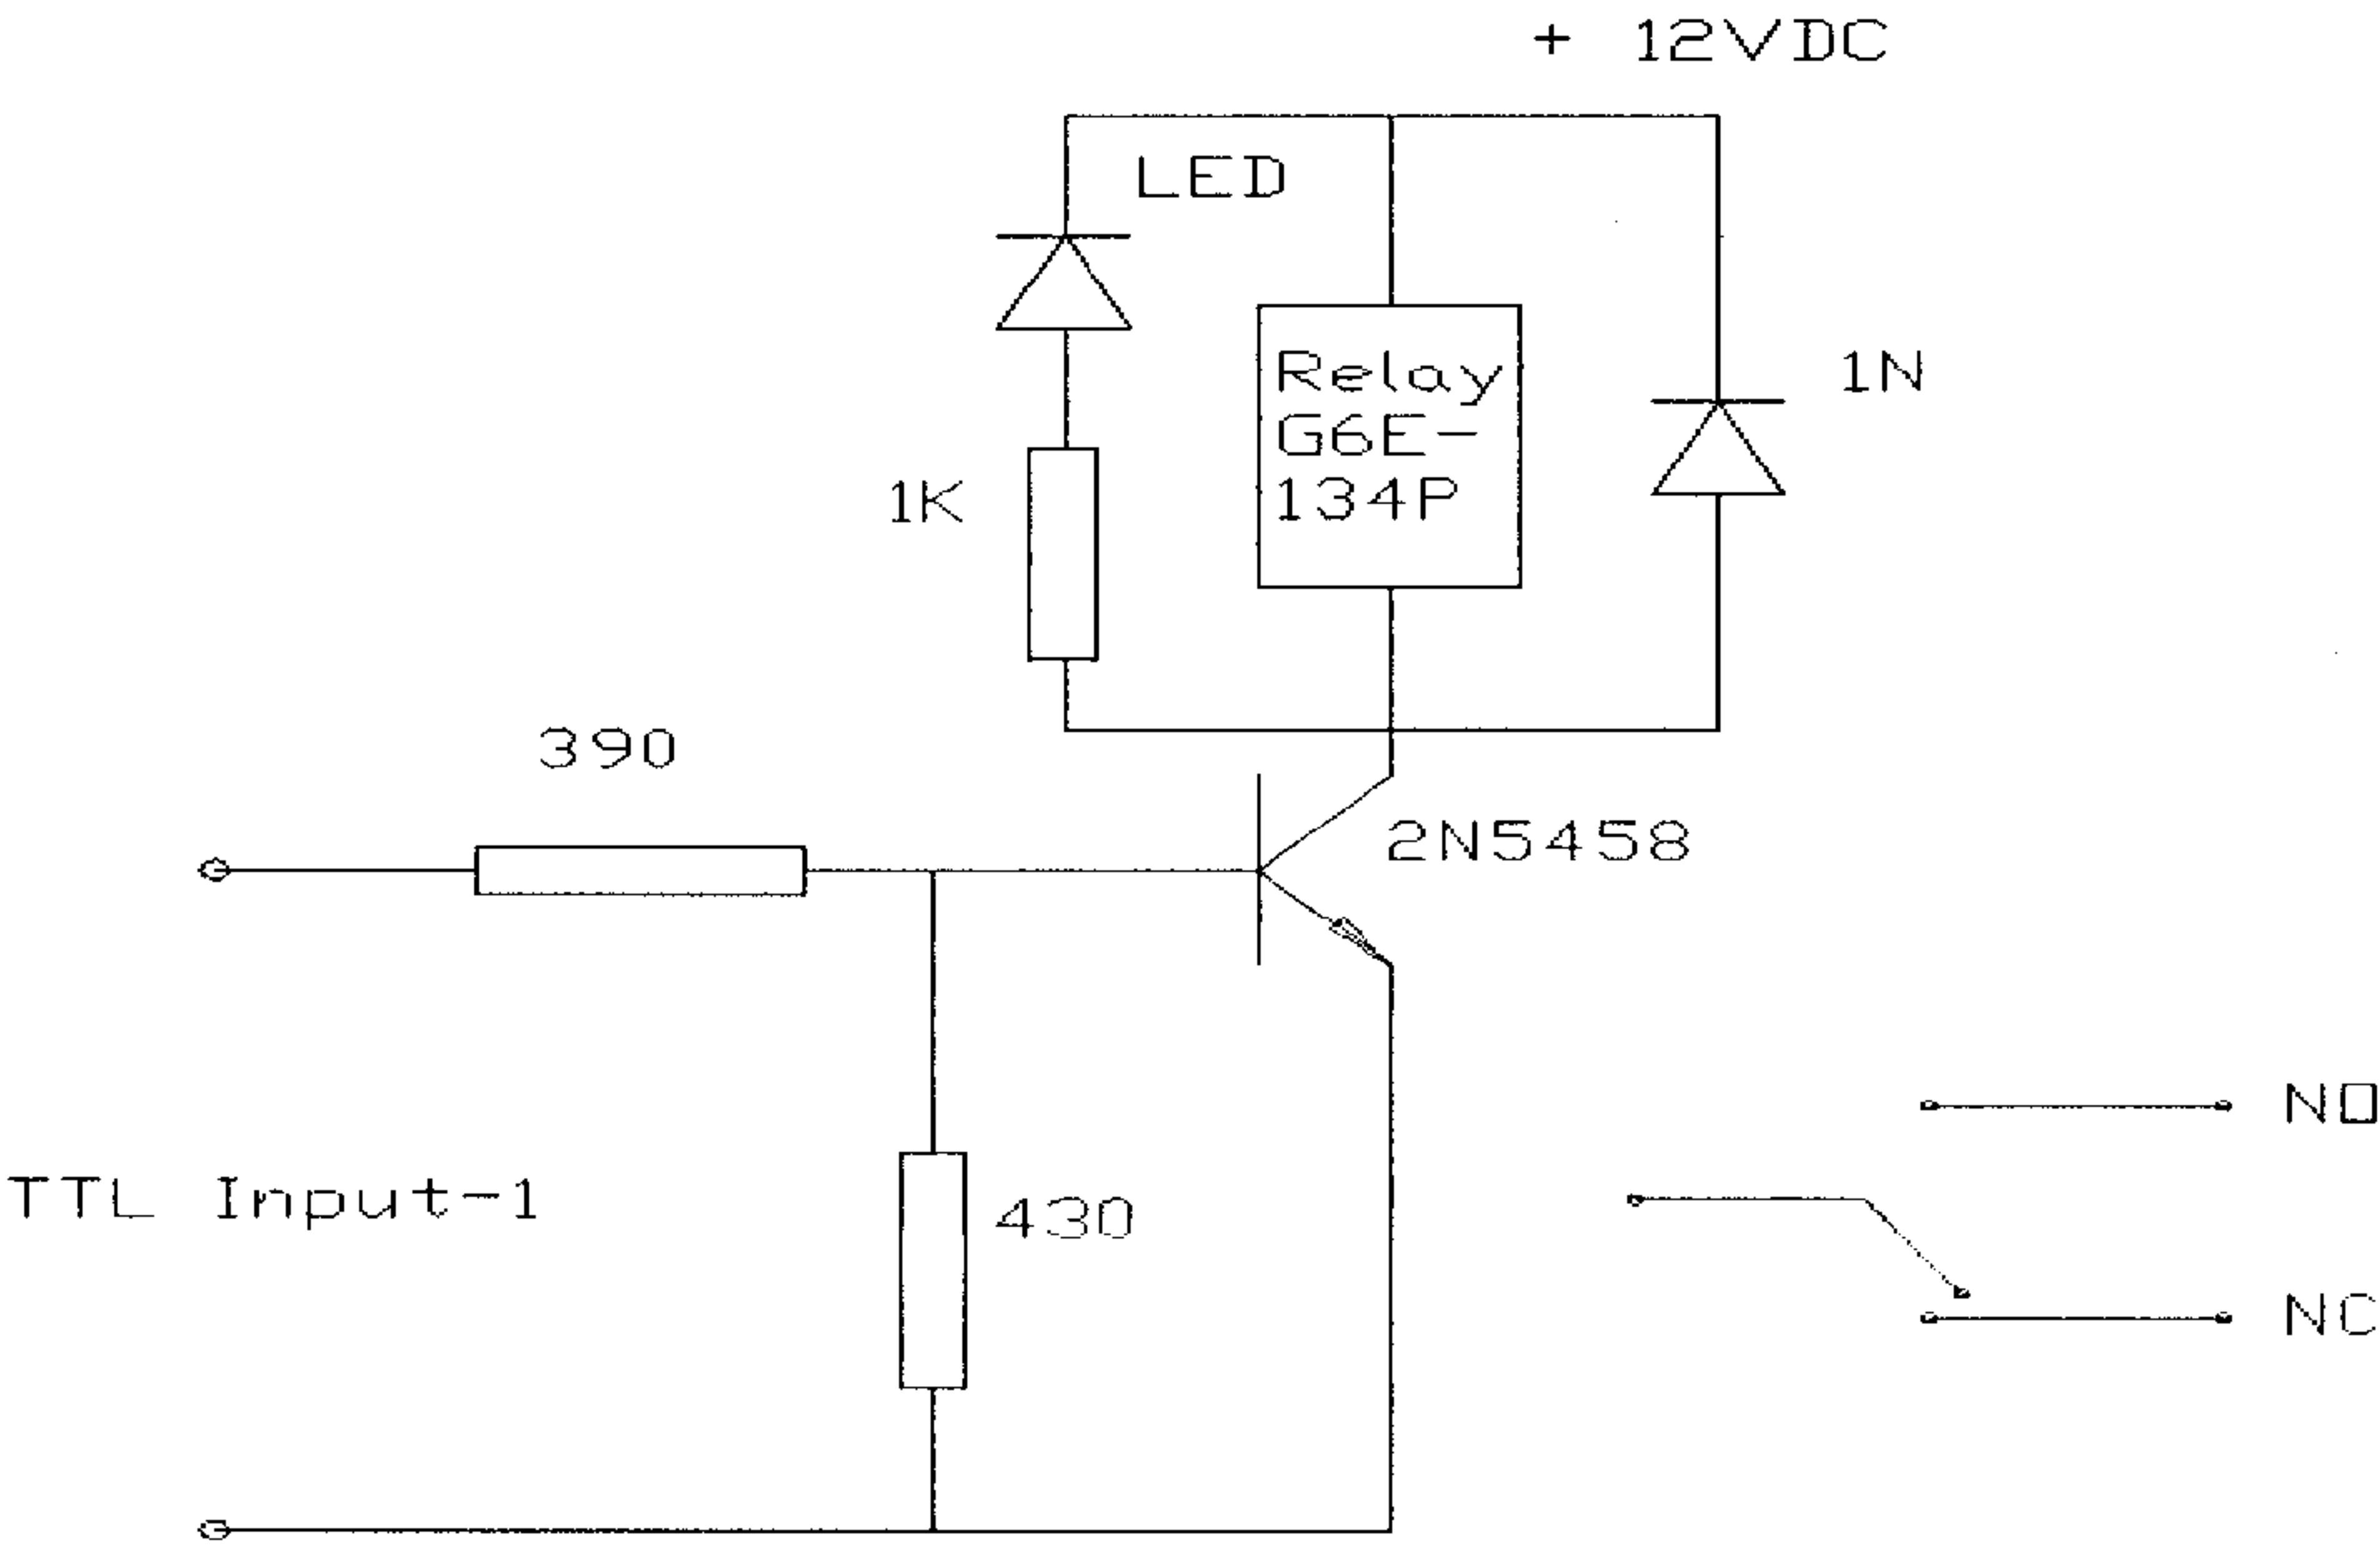 + 12VDC
LED
Relay
G6E-
134P
1N
1K
390
2N5458
TTL Input-1
430
NO
NC